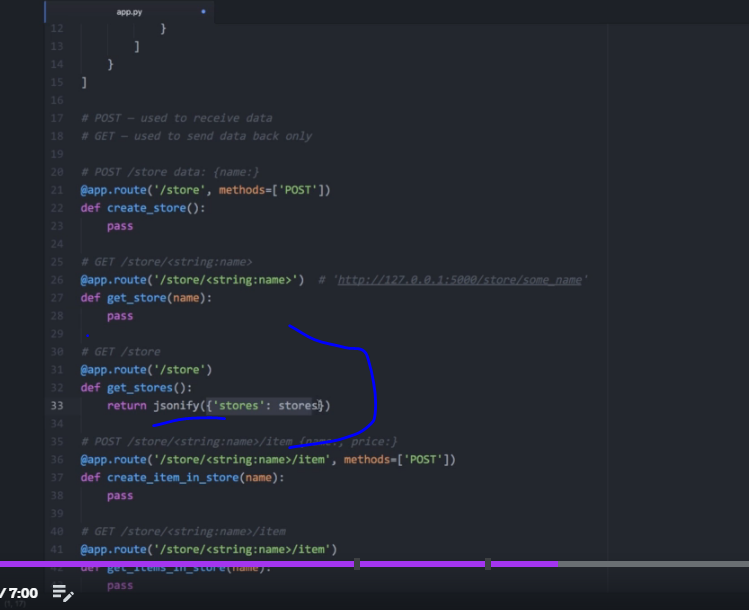 app.py
12 }
13 ]
14 }
15 ]
16
17 # POST – used to receive data
18 # GET – used to send data back only
19
20 # POST /store data: {name:}
21 @app.route('/store', methods=['POST'])
22 def create_store():
23 pass
24
25 # GET /store/<string:name>
26 @app.route('/store/<string:name>') # 'http://127.0.0.1:5000/store/some_name'
27 def get_store(name):
28 pass
29
30 # GET /store
31 @app.route('/store')
32 def get_stores():
33 return jsonify({'stores': stores})
34
35 # POST /store/<string:name>/item {name:, price:}
36 @app.route('/store/<string:name>/item', methods=['POST'])
37 def create_item_in_store(name):
38 pass
39
40 # GET /store/<string:name>/item
41 @app.route('/store/<string:name>/item')
def get_items_in_store(name):
pass
/ 7:00